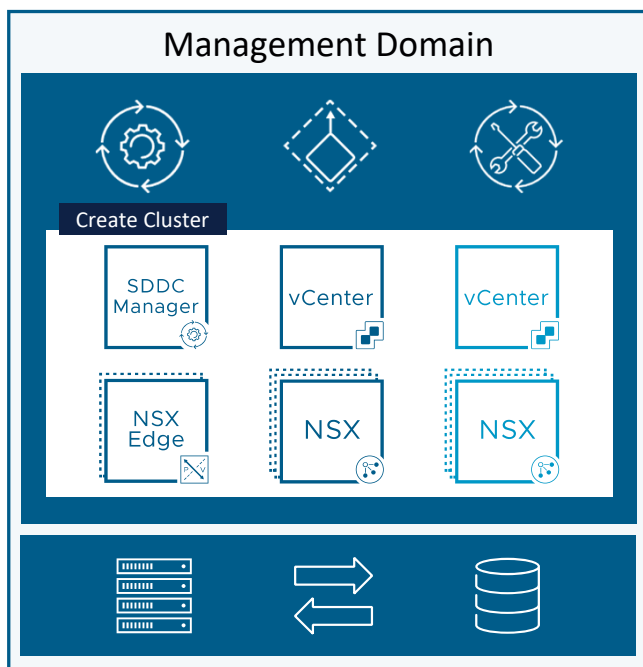 Management Domain
Create Cluster
SDDC
Manager
vCenter
vCenter
NSX
Edge
P
V
NSX
NSX